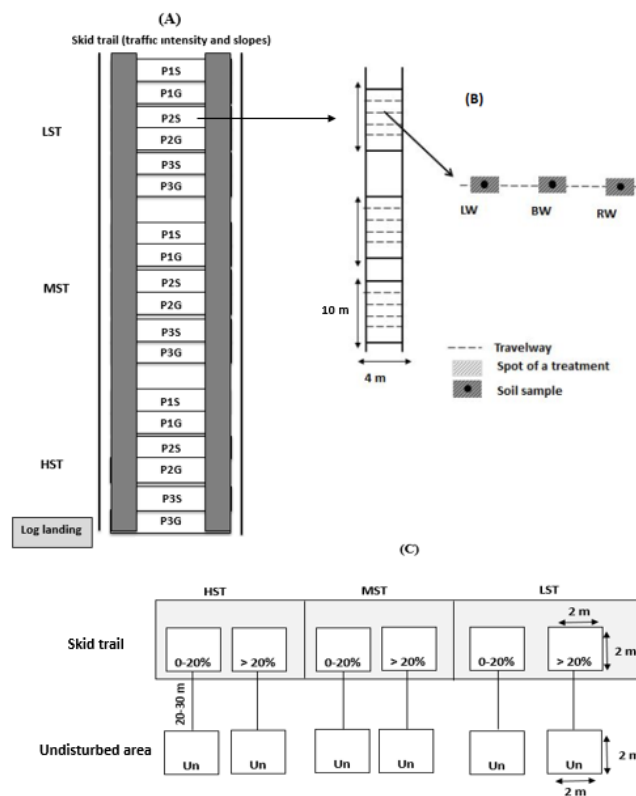 (A)
Skid trail (traffic intensity and slopes)
P1S
P1G
LST
P2S
P2G
P3S
P3G
P1S
P1G
MST
P2S
P2G
P3S
P3G
P1S
P1G
P2S
HST
P2G
P3S
Log landing
P3G
(B)
LW BW RW
10 m
4 m
Travelway
Spot of a treatment
Soil sample
(C)
HST MST LST
2 m
Skid trail
0-20% > 20% 0-20% > 20% 0-20% > 20%
2 m
20-30 m
Undisturbed area
Un Un Un Un Un Un
2 m
2 m